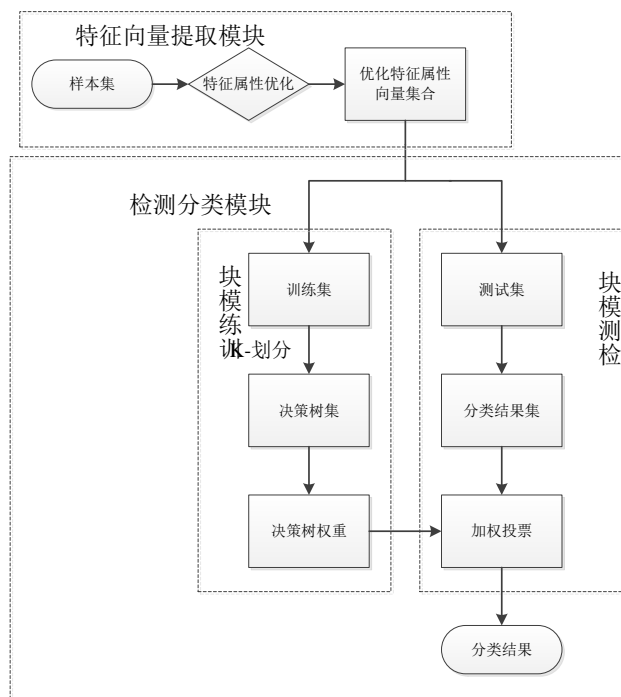 特征向量提取模块
样本集
特征属性优化
优化特征属性
向量集合
检测分类模块
块模练训
训练集
K-划分
决策树集
决策树权重
块模测检
测试集
分类结果集
加权投票
分类结果